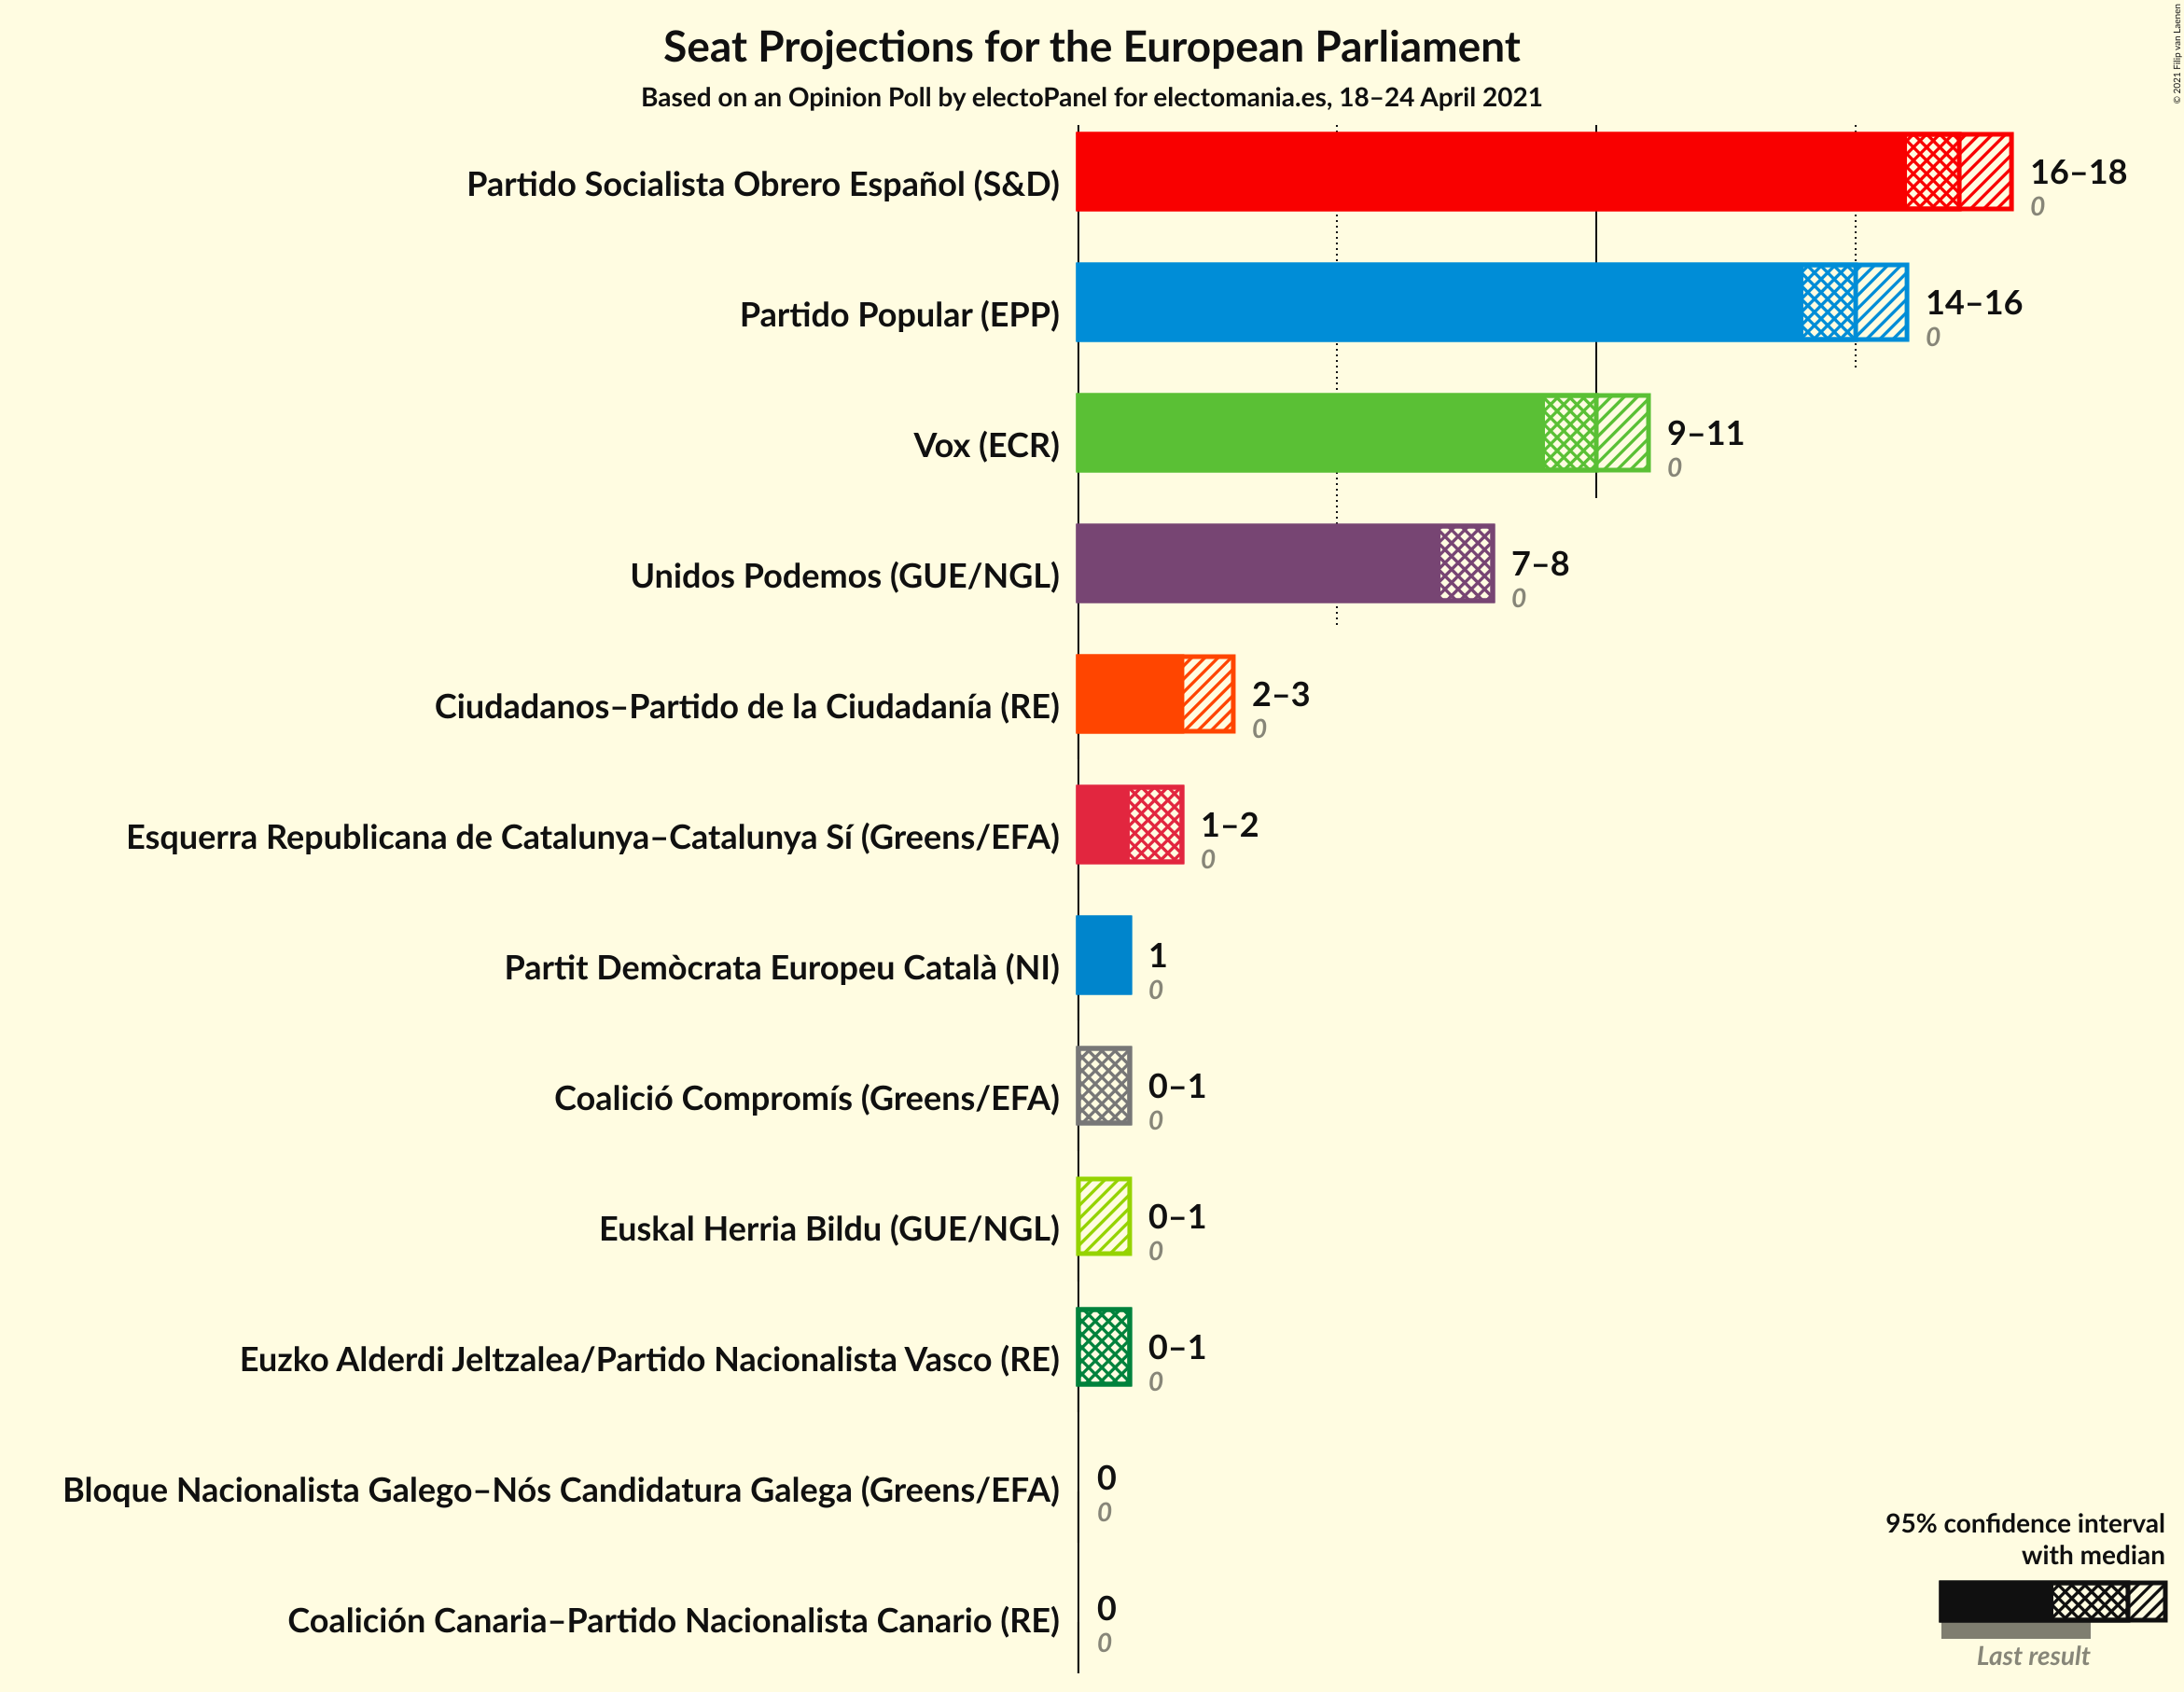 Seat Projections for the European Parliament
Based on an Opinion Poll by electoPanel for electomania.es, 18–24 April 2021
© 2021 Filip van Laenen
Partido Socialista Obrero Español (S&D)
16–18
0
Partido Popular (EPP)
14–16
0
Vox (ECR)
9–11
0
Unidos Podemos (GUE/NGL)
7–8
0
Ciudadanos–Partido de la Ciudadanía (RE)
2–3
0
Esquerra Republicana de Catalunya–Catalunya Sí (Greens/EFA)
1–2
0
Partit Demòcrata Europeu Català (NI)
1
0
Coalició Compromís (Greens/EFA)
0–1
0
Euskal Herria Bildu (GUE/NGL)
0–1
0
Euzko Alderdi Jeltzalea/Partido Nacionalista Vasco (RE)
0–1
0
Bloque Nacionalista Galego–Nós Candidatura Galega (Greens/EFA)
0
0
Coalición Canaria–Partido Nacionalista Canario (RE)
0
0
95% confidence interval
with median
Last result